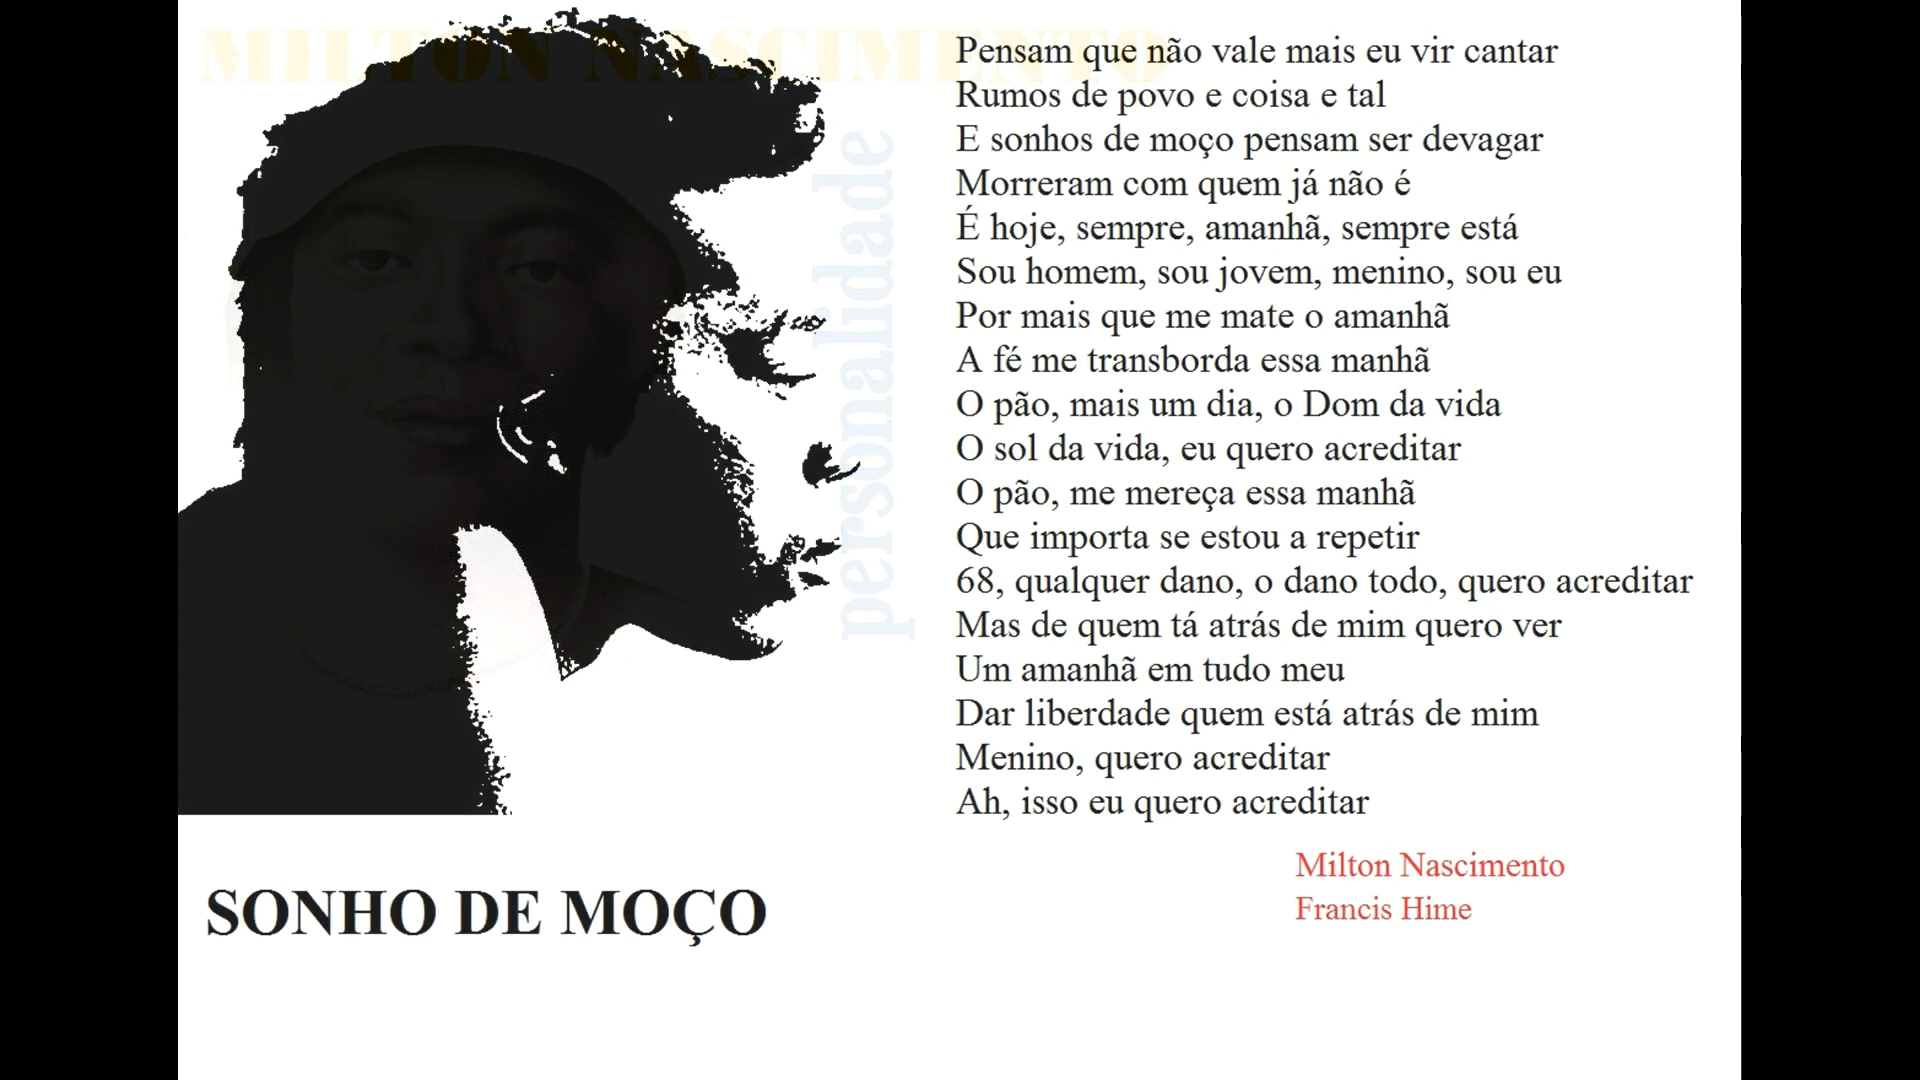 MILTON NASCIMENTO
personalidade
Pensam que não vale mais eu vir cantar
Rumos de povo e coisa e tal
E sonhos de moço pensam ser devagar
Morreram com quem já não é
É hoje, sempre, amanhã, sempre está
Sou homem, sou jovem, menino, sou eu
Por mais que me mate o amanhã
A fé me transborda essa manhã
O pão, mais um dia, o Dom da vida
O sol da vida, eu quero acreditar
O pão, me mereça essa manhã
Que importa se estou a repetir
68, qualquer dano, o dano todo, quero acreditar
Mas de quem tá atrás de mim quero ver
Um amanhã em tudo meu
Dar liberdade quem está atrás de mim
Menino, quero acreditar
Ah, isso eu quero acreditar
Milton Nascimento
Francis Hime
SONHO DE MOÇO